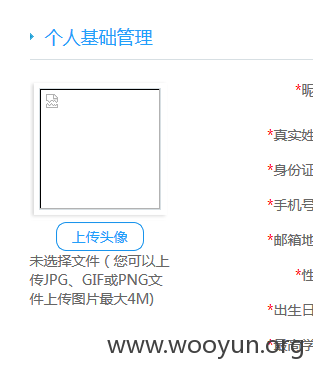 个人基础管理
*昵
*真实姓
*身份证
*手机号
*邮箱地
*性
*出生日
*最高学
上传头像
未选择文件（您可以上
传JPG、GIF或PNG文
件上传图片最大4M)
www.wooyun.org